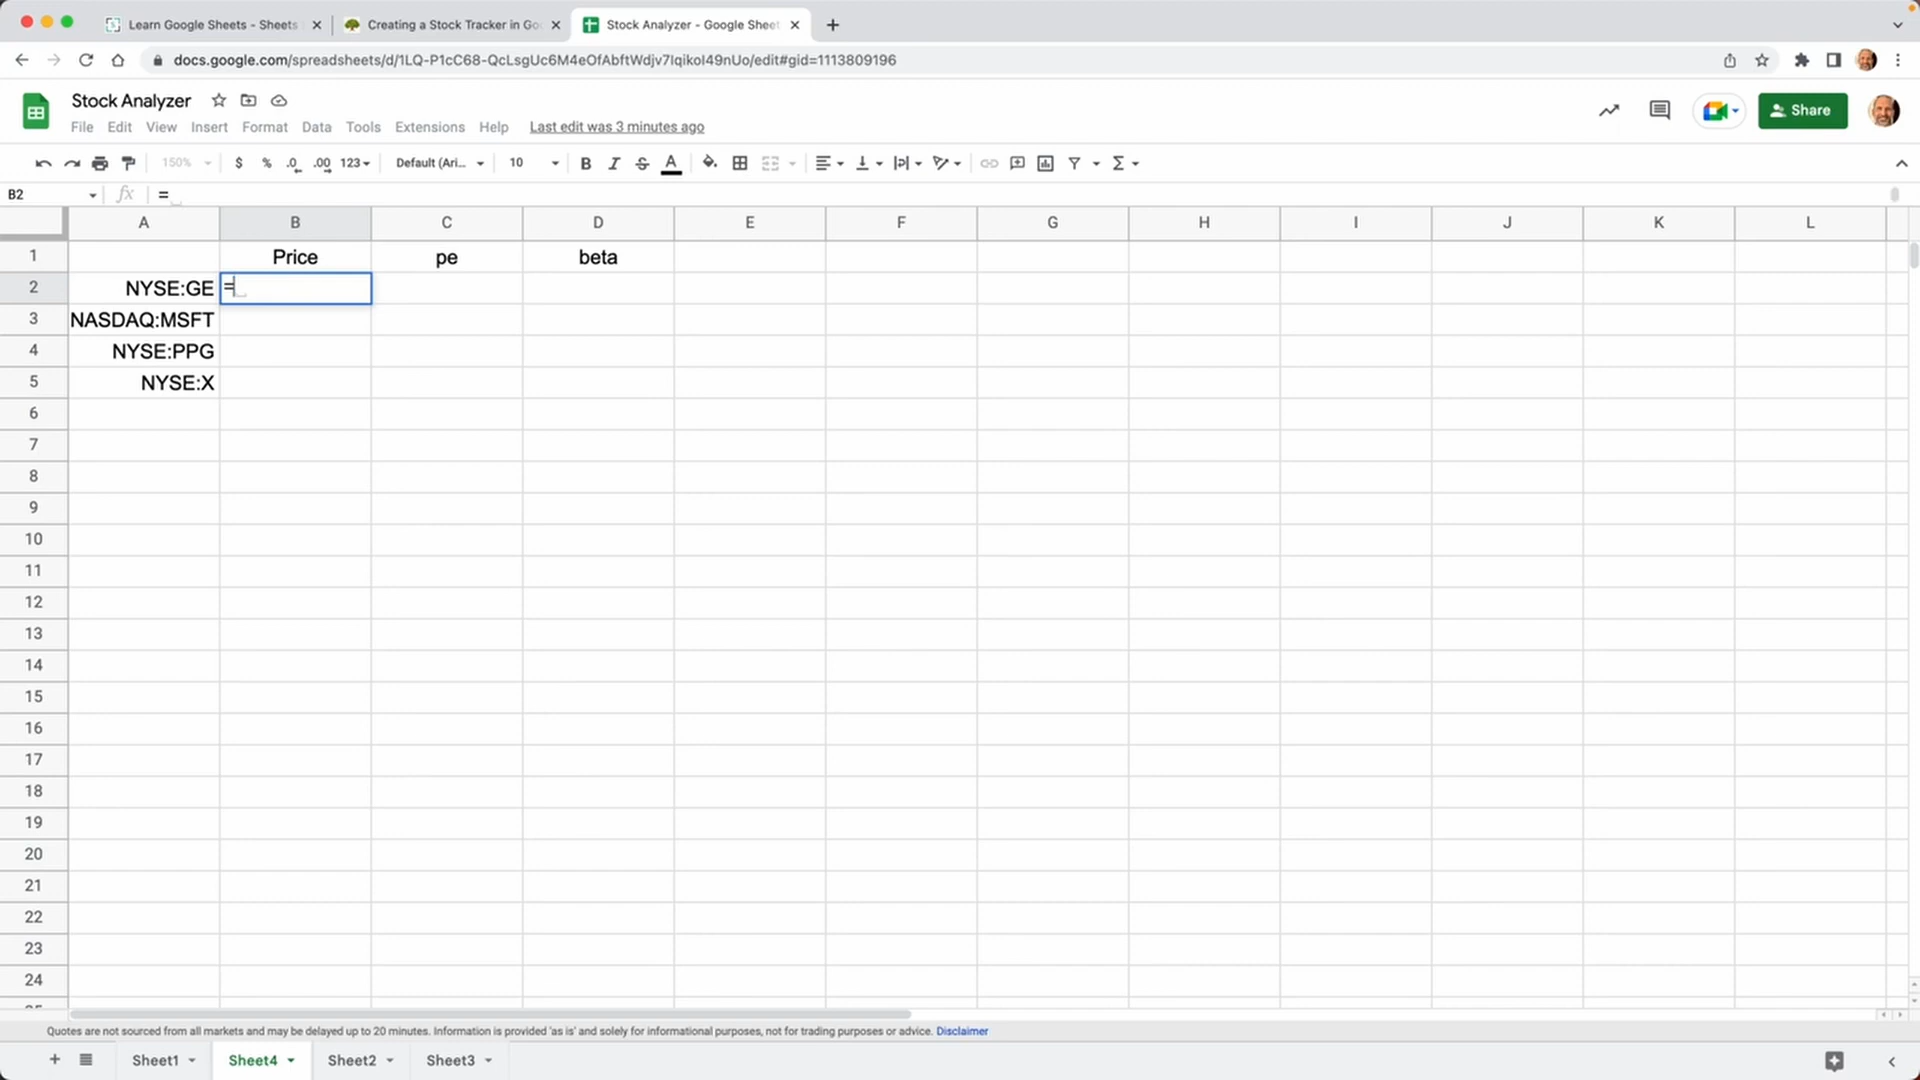 Learn Google Sheets - Sheets
Creating a Stock Tracker in Goo
Stock Analyzer - Google Sheet
docs.google.com/spreadsheets/d/1LQ-P1cC68-QcLsgUc6M4eOfAbftWdjv7Iqikol49nUo/edit#gid=1113809196
Stock Analyzer
Share
File Edit View Insert Format Data Tools Extensions Help Last edit was 3 minutes ago
150% $ % .0 .00 123 Default (Ari... 10 B I S A Σ
B2 fx =
A B C D E F G H I J K L
1 Price pe beta
2 NYSE:GE =
3 NASDAQ:MSFT
4 NYSE:PPG
5 NYSE:X
6
7
8
9
10
11
12
13
14
15
16
17
18
19
20
21
22
23
24
Quotes are not sourced from all markets and may be delayed up to 20 minutes. Information is provided 'as is' and solely for informational purposes, not for trading purposes or advice. Disclaimer
Sheet1 Sheet4 Sheet2 Sheet3